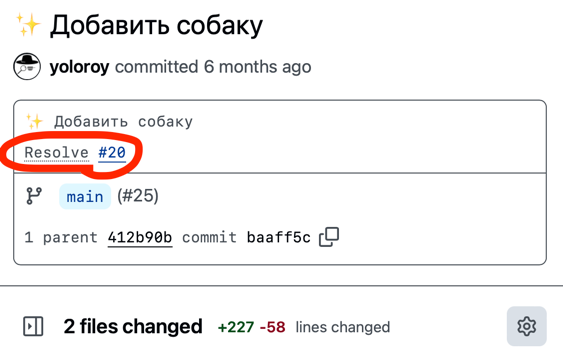 ✨ Добавить собаку
yoloroy committed 6 months ago
✨ Добавить собаку
Resolve #20
main (#25)
1 parent 412b90b commit baaff5c
2 files changed +227 -58 lines changed